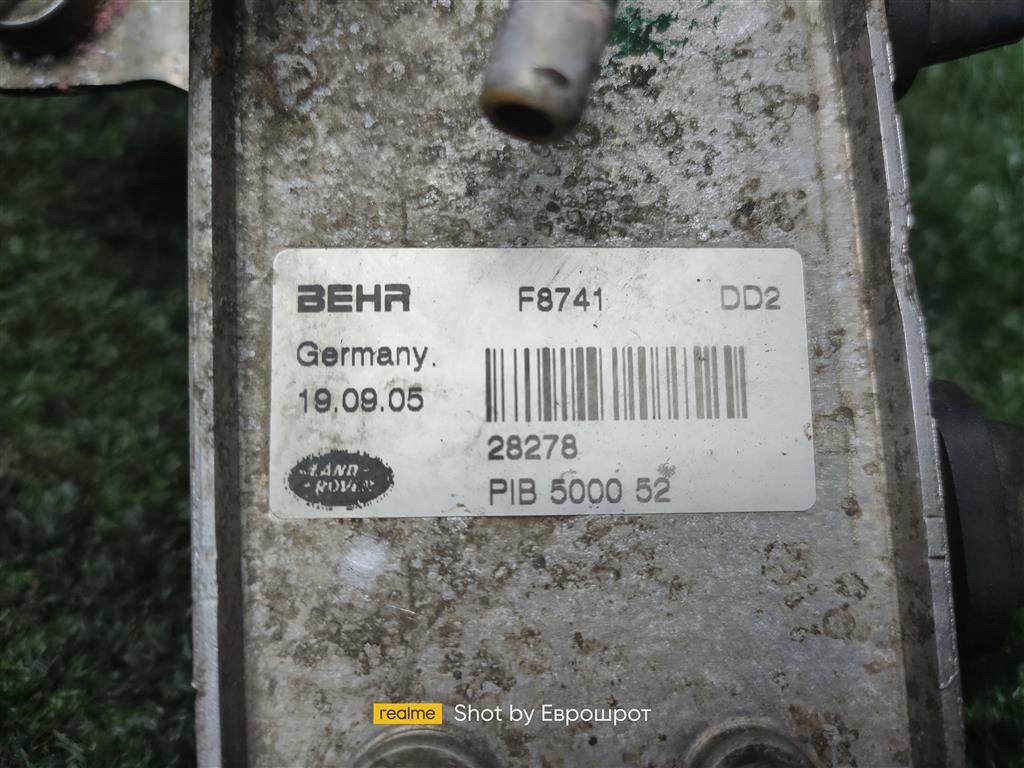 BEHR F8741 DD2
Germany.
19.09.05
28278
LAND-
-ROVER
PIB 5000 52
realme Shot by Еврошрот